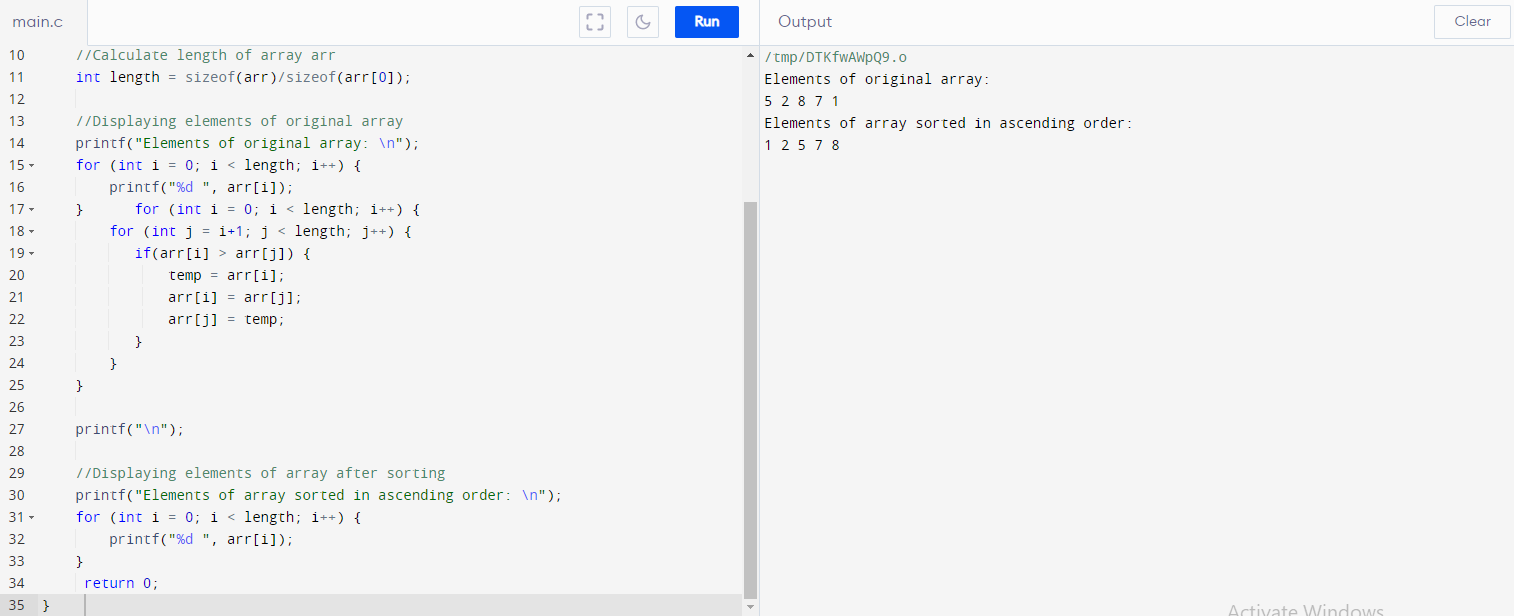 main.c
Run
Output
Clear
10 //Calculate length of array arr
11 int length = sizeof(arr)/sizeof(arr[0]);
12
13 //Displaying elements of original array
14 printf("Elements of original array: \n");
15 for (int i = 0; i < length; i++) {
16 printf("%d ", arr[i]);
17 } for (int i = 0; i < length; i++) {
18 for (int j = i+1; j < length; j++) {
19 if(arr[i] > arr[j]) {
20 temp = arr[i];
21 arr[i] = arr[j];
22 arr[j] = temp;
23 }
24 }
25 }
26
27 printf("\n");
28
29 //Displaying elements of array after sorting
30 printf("Elements of array sorted in ascending order: \n");
31 for (int i = 0; i < length; i++) {
32 printf("%d ", arr[i]);
33 }
34 return 0;
35 }
/tmp/DTKfwAWpQ9.o
Elements of original array:
5 2 8 7 1
Elements of array sorted in ascending order:
1 2 5 7 8
Activate Windows